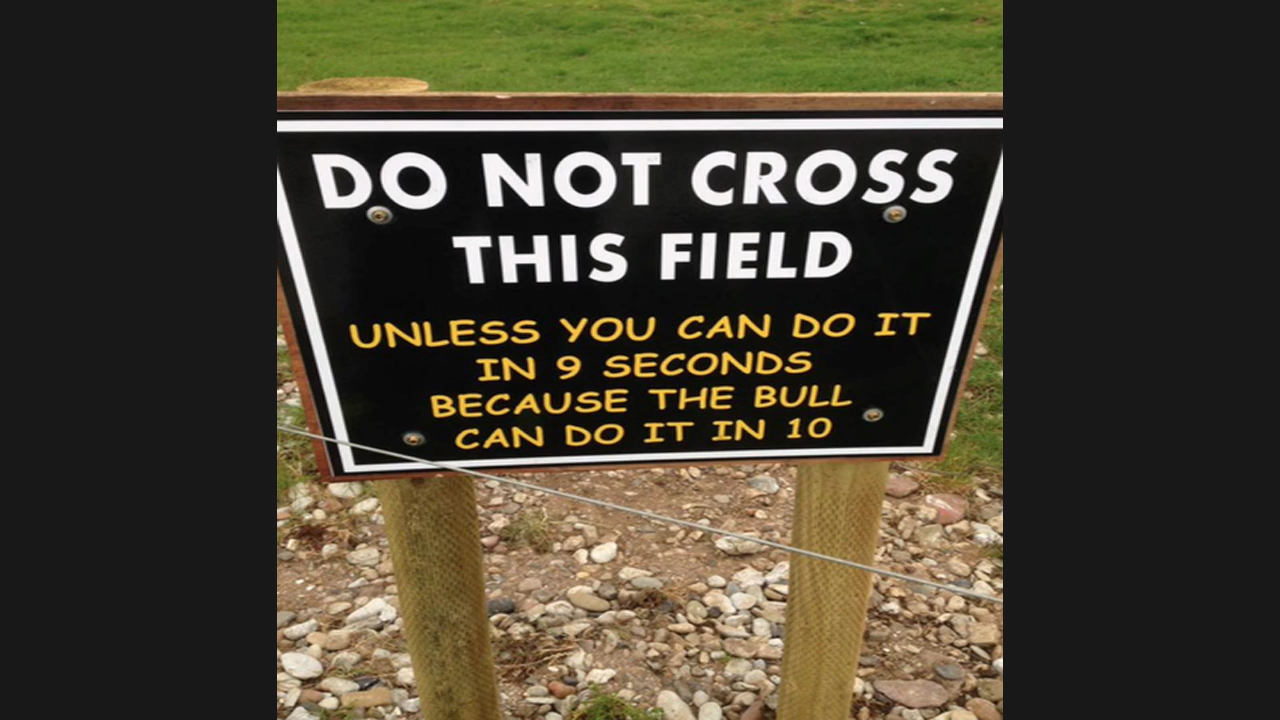 DO NOT CROSS
THIS FIELD
UNLESS YOU CAN DO IT
IN 9 SECONDS
BECAUSE THE BULL
CAN DO IT IN 10